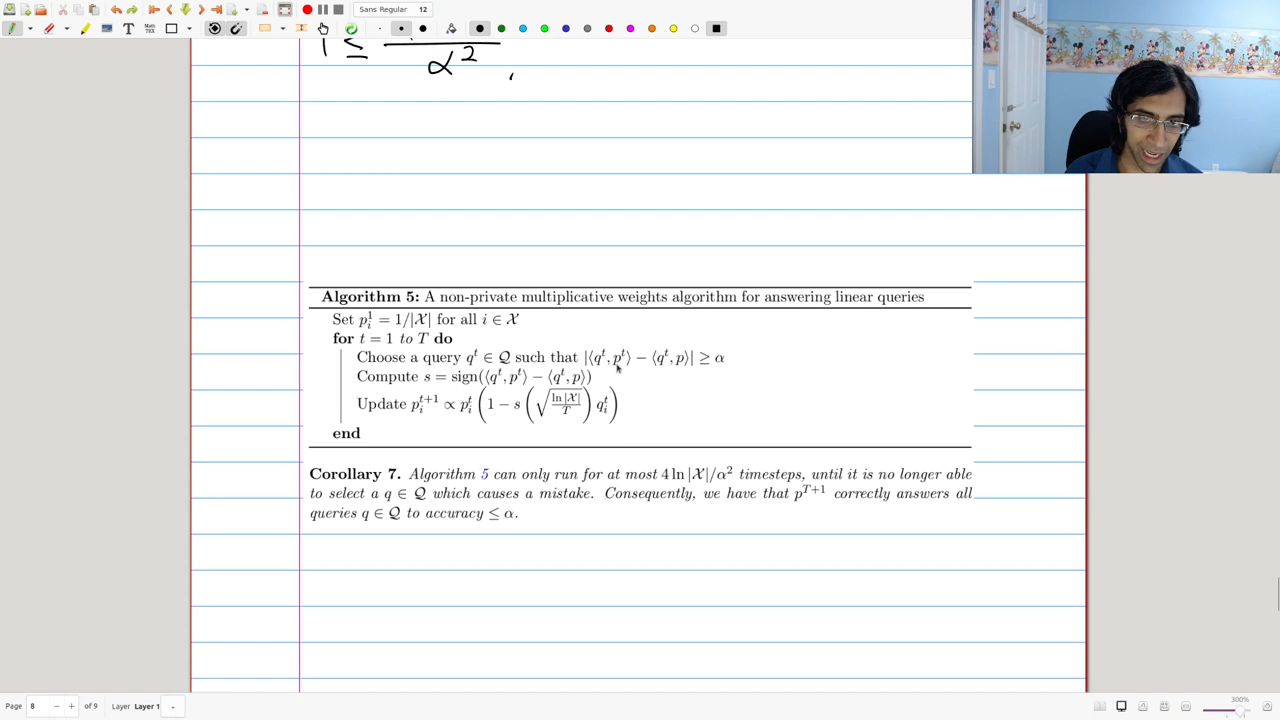 Sans Regular 12
Math TEX
≤ α²
Algorithm 5: A non-private multiplicative weights algorithm for answering linear queries
Set p_i^1 = 1/|𝒳| for all i ∈ 𝒳
for t = 1 to T do
Choose a query q^t ∈ 𝒬 such that |⟨q^t, p^t⟩ − ⟨q^t, p⟩| ≥ α
Compute s = sign(⟨q^t, p^t⟩ − ⟨q^t, p⟩)
Update p_i^{t+1} ∝ p_i^t (1 − s (√(ln|𝒳|/T)) q_i^t)
end
Corollary 7. Algorithm 5 can only run for at most 4 ln |𝒳|/α² timesteps, until it is no longer able
to select a q ∈ 𝒬 which causes a mistake. Consequently, we have that p^{T+1} correctly answers all
queries q ∈ 𝒬 to accuracy ≤ α.
Page 8 − + of 9 Layer Layer 1 300%